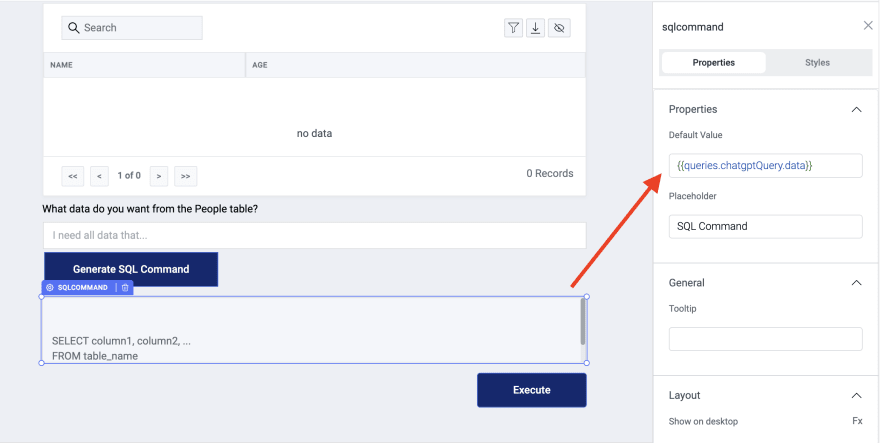 Search
NAME
AGE
no data
<<
<
1 of 0
>
>>
0 Records
What data do you want from the People table?
I need all data that...
Generate SQL Command
SQLCOMMAND
SELECT column1, column2, ...
FROM table_name
Execute
sqlcommand
Properties
Styles
Properties
Default Value
{{queries.chatgptQuery.data}}
Placeholder
SQL Command
General
Tooltip
Layout
Show on desktop
Fx